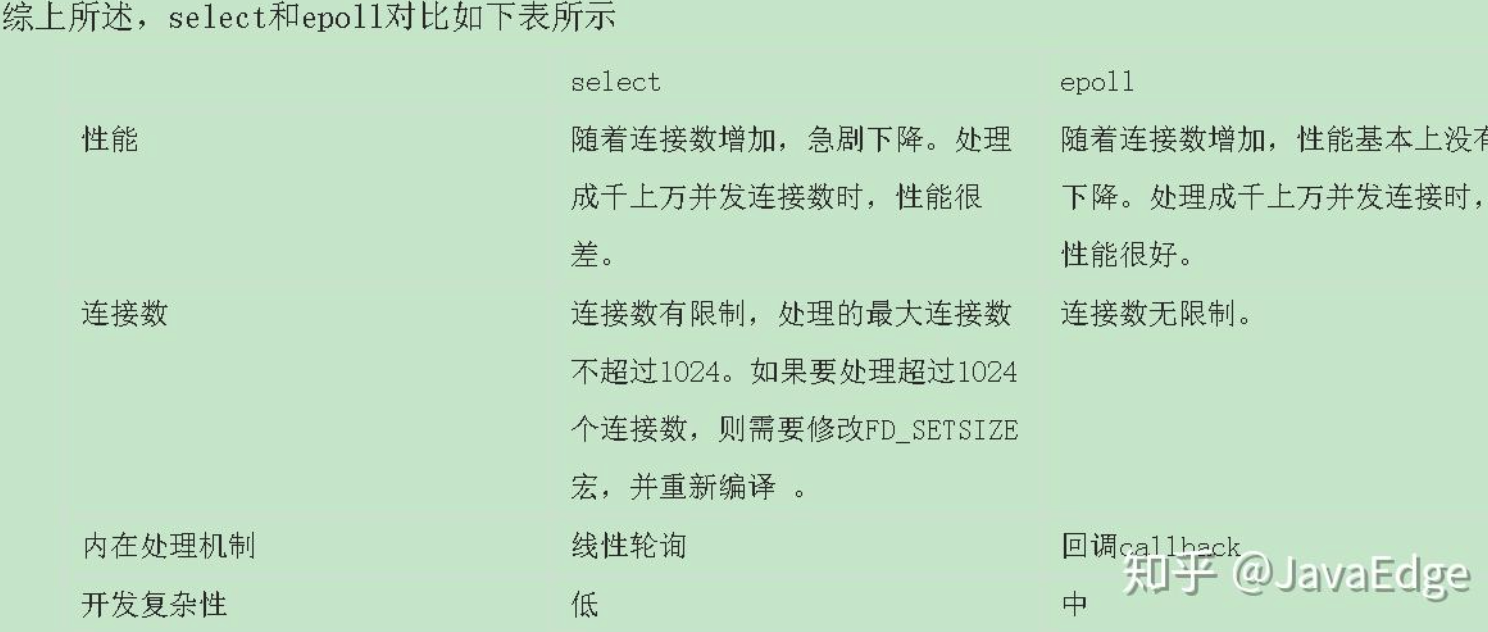 综上所述，select和epoll对比如下表所示
select epoll
性能 随着连接数增加，急剧下降。处理 随着连接数增加，性能基本上没有
成千上万并发连接数时，性能很 下降。处理成千上万并发连接时，
差。 性能很好。
连接数 连接数有限制，处理的最大连接数 连接数无限制。
不超过1024。如果要处理超过1024
个连接数，则需要修改FD_SETSIZE
宏，并重新编译 。
内在处理机制 线性轮询 回调callback
知乎 @JavaEdge
开发复杂性 低 中